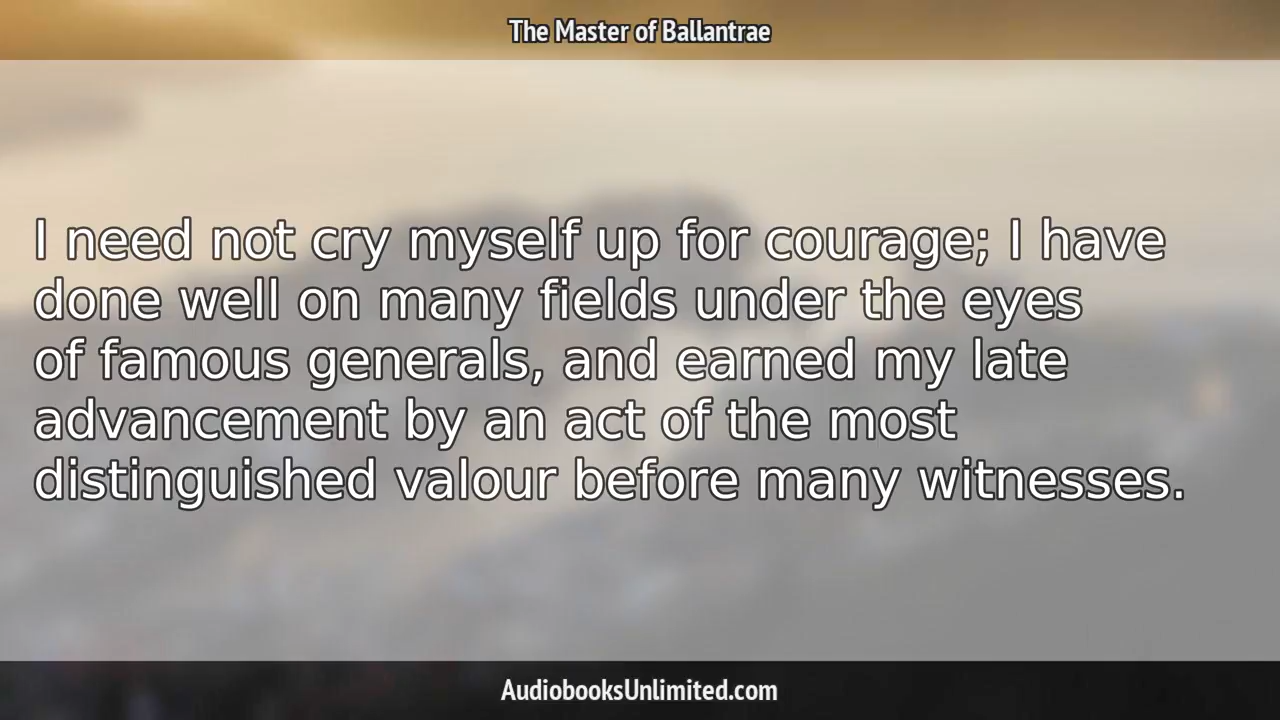 The Master of Ballantrae
I need not cry myself up for courage; I have
done well on many fields under the eyes
of famous generals, and earned my late
advancement by an act of the most
distinguished valour before many witnesses.
AudiobooksUnlimited.com